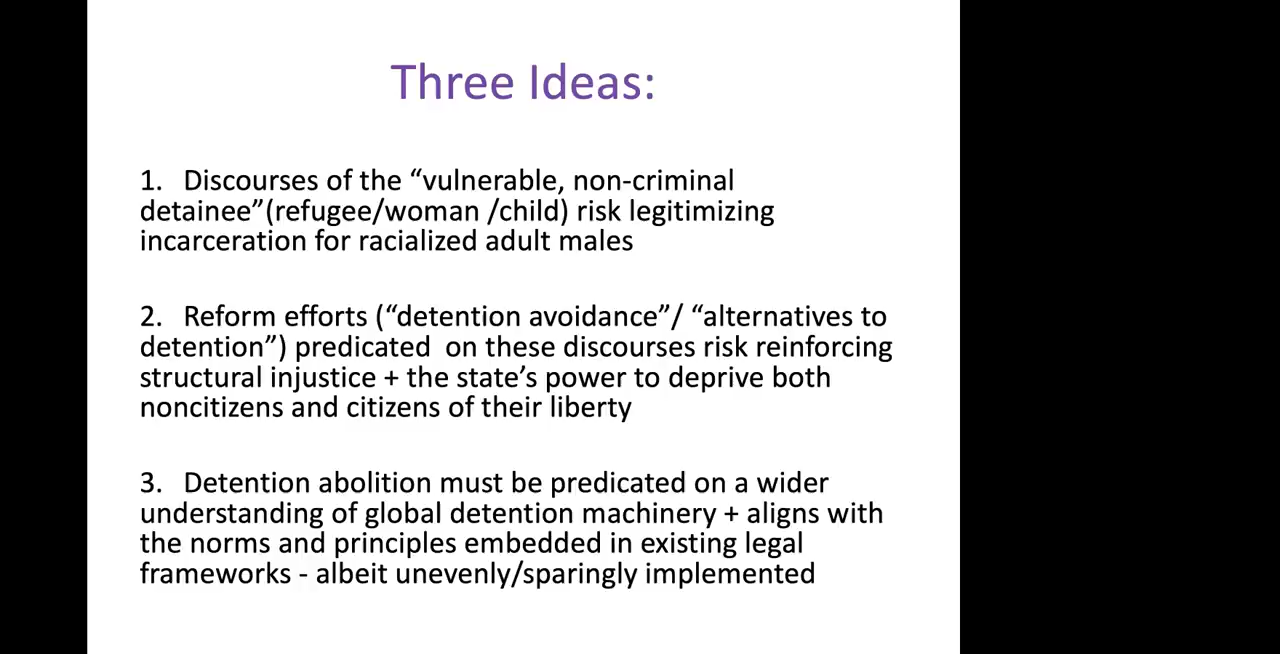 Three Ideas:
1. Discourses of the “vulnerable, non-criminal
detainee”(refugee/woman /child) risk legitimizing
incarceration for racialized adult males
2. Reform efforts (“detention avoidance”/ “alternatives to
detention”) predicated  on these discourses risk reinforcing
structural injustice + the state’s power to deprive both
noncitizens and citizens of their liberty
3. Detention abolition must be predicated on a wider
understanding of global detention machinery + aligns with
the norms and principles embedded in existing legal
frameworks - albeit unevenly/sparingly implemented